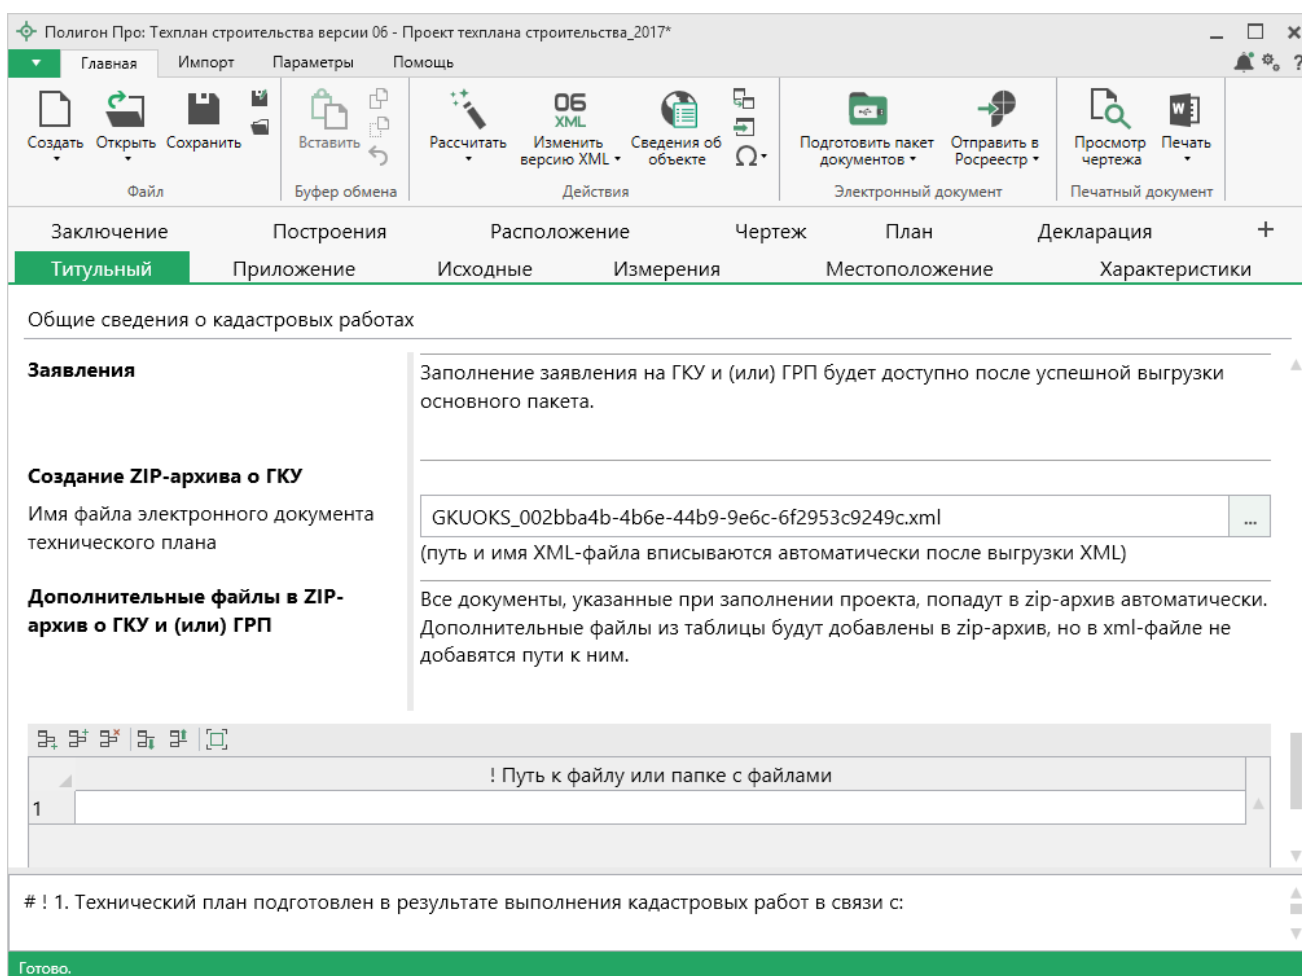 Полигон Про: Техплан строительства версии 06 - Проект техплана строительства_2017*
Главная Импорт Параметры Помощь
Создать Открыть Сохранить Вставить Рассчитать 06 XML Изменить версию XML Сведения об объекте Подготовить пакет документов Отправить в Росреестр Просмотр чертежа Печать
Файл Буфер обмена Действия Электронный документ Печатный документ
Заключение Построения Расположение Чертеж План Декларация +
Титульный Приложение Исходные Измерения Местоположение Характеристики
Общие сведения о кадастровых работах
Заявления
Заполнение заявления на ГКУ и (или) ГРП будет доступно после успешной выгрузки
основного пакета.
Создание ZIP-архива о ГКУ
Имя файла электронного документа
технического плана
GKUOKS_002bba4b-4b6e-44b9-9e6c-6f2953c9249c.xml ...
(путь и имя XML-файла вписываются автоматически после выгрузки XML)
Дополнительные файлы в ZIP-
архив о ГКУ и (или) ГРП
Все документы, указанные при заполнении проекта, попадут в zip-архив автоматически.
Дополнительные файлы из таблицы будут добавлены в zip-архив, но в xml-файле не
добавятся пути к ним.
! Путь к файлу или папке с файлами
1
# ! 1. Технический план подготовлен в результате выполнения кадастровых работ в связи с:
Готово.